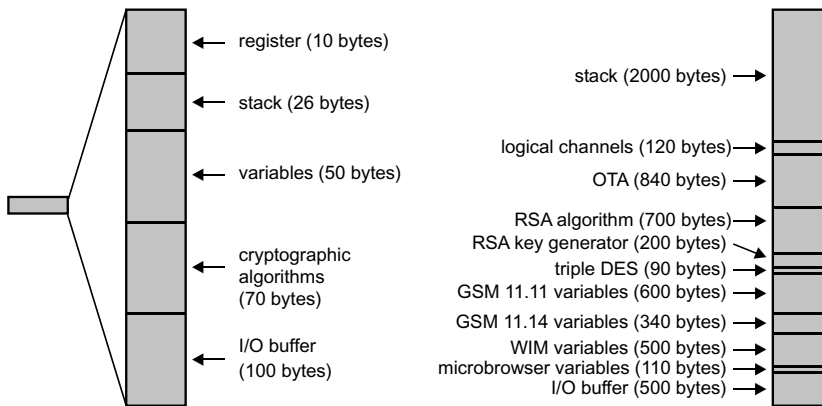 register (10 bytes)
stack (26 bytes)
variables (50 bytes)
cryptographic
algorithms
(70 bytes)
I/O buffer
(100 bytes)
stack (2000 bytes)
logical channels (120 bytes)
OTA (840 bytes)
RSA algorithm (700 bytes)
RSA key generator (200 bytes)
triple DES (90 bytes)
GSM 11.11 variables (600 bytes)
GSM 11.14 variables (340 bytes)
WIM variables (500 bytes)
microbrowser variables (110 bytes)
I/O buffer (500 bytes)